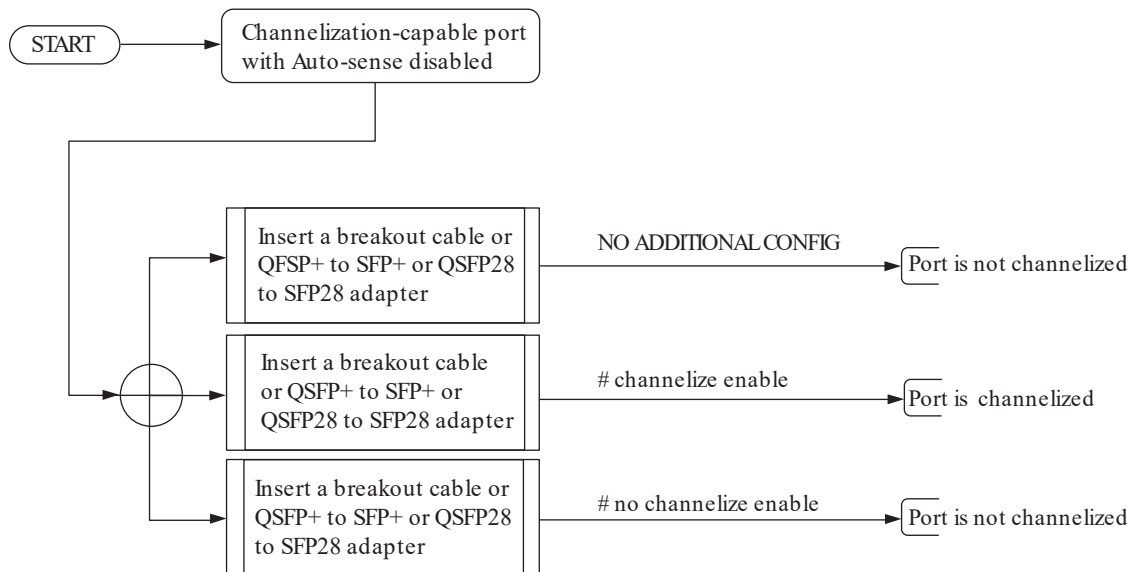 START
Channelization-capable port
with Auto-sense disabled
Insert a breakout cable or
QFSP+ to SFP+ or QSFP28
to SFP28 adapter
NO ADDITIONAL CONFIG
Port is not channelized
Insert a breakout cable
or QSFP+ to SFP+ or
QSFP28 to SFP28 adapter
# channelize enable
Port is channelized
Insert a breakout cable or
QSFP+ to SFP+ or QSFP28
to SFP28 adapter
# no channelize enable
Port is not channelized